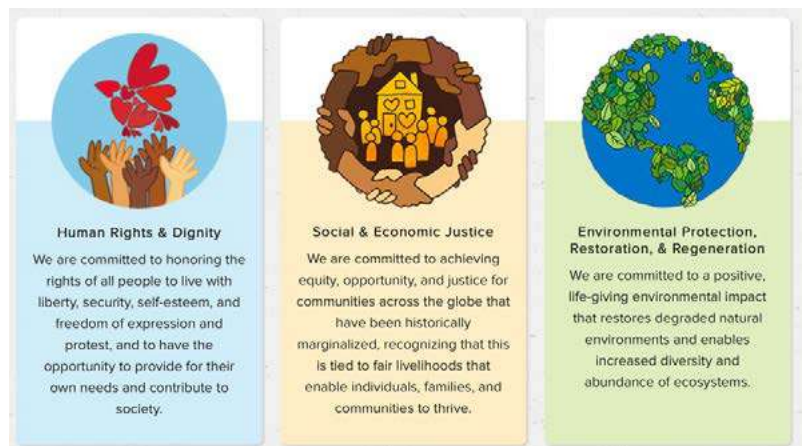 Human Rights & Dignity
We are committed to honoring the
rights of all people to live with
liberty, security, self-esteem, and
freedom of expression and
protest, and to have the
opportunity to provide for their
own needs and contribute to
society.
Social & Economic Justice
We are committed to achieving
equity, opportunity, and justice for
communities across the globe that
have been historically
marginalized, recognizing that this
is tied to fair livelihoods that
enable individuals, families, and
communities to thrive.
Environmental Protection,
Restoration, & Regeneration
We are committed to a positive,
life-giving environmental impact
that restores degraded natural
environments and enables
increased diversity and
abundance of ecosystems.